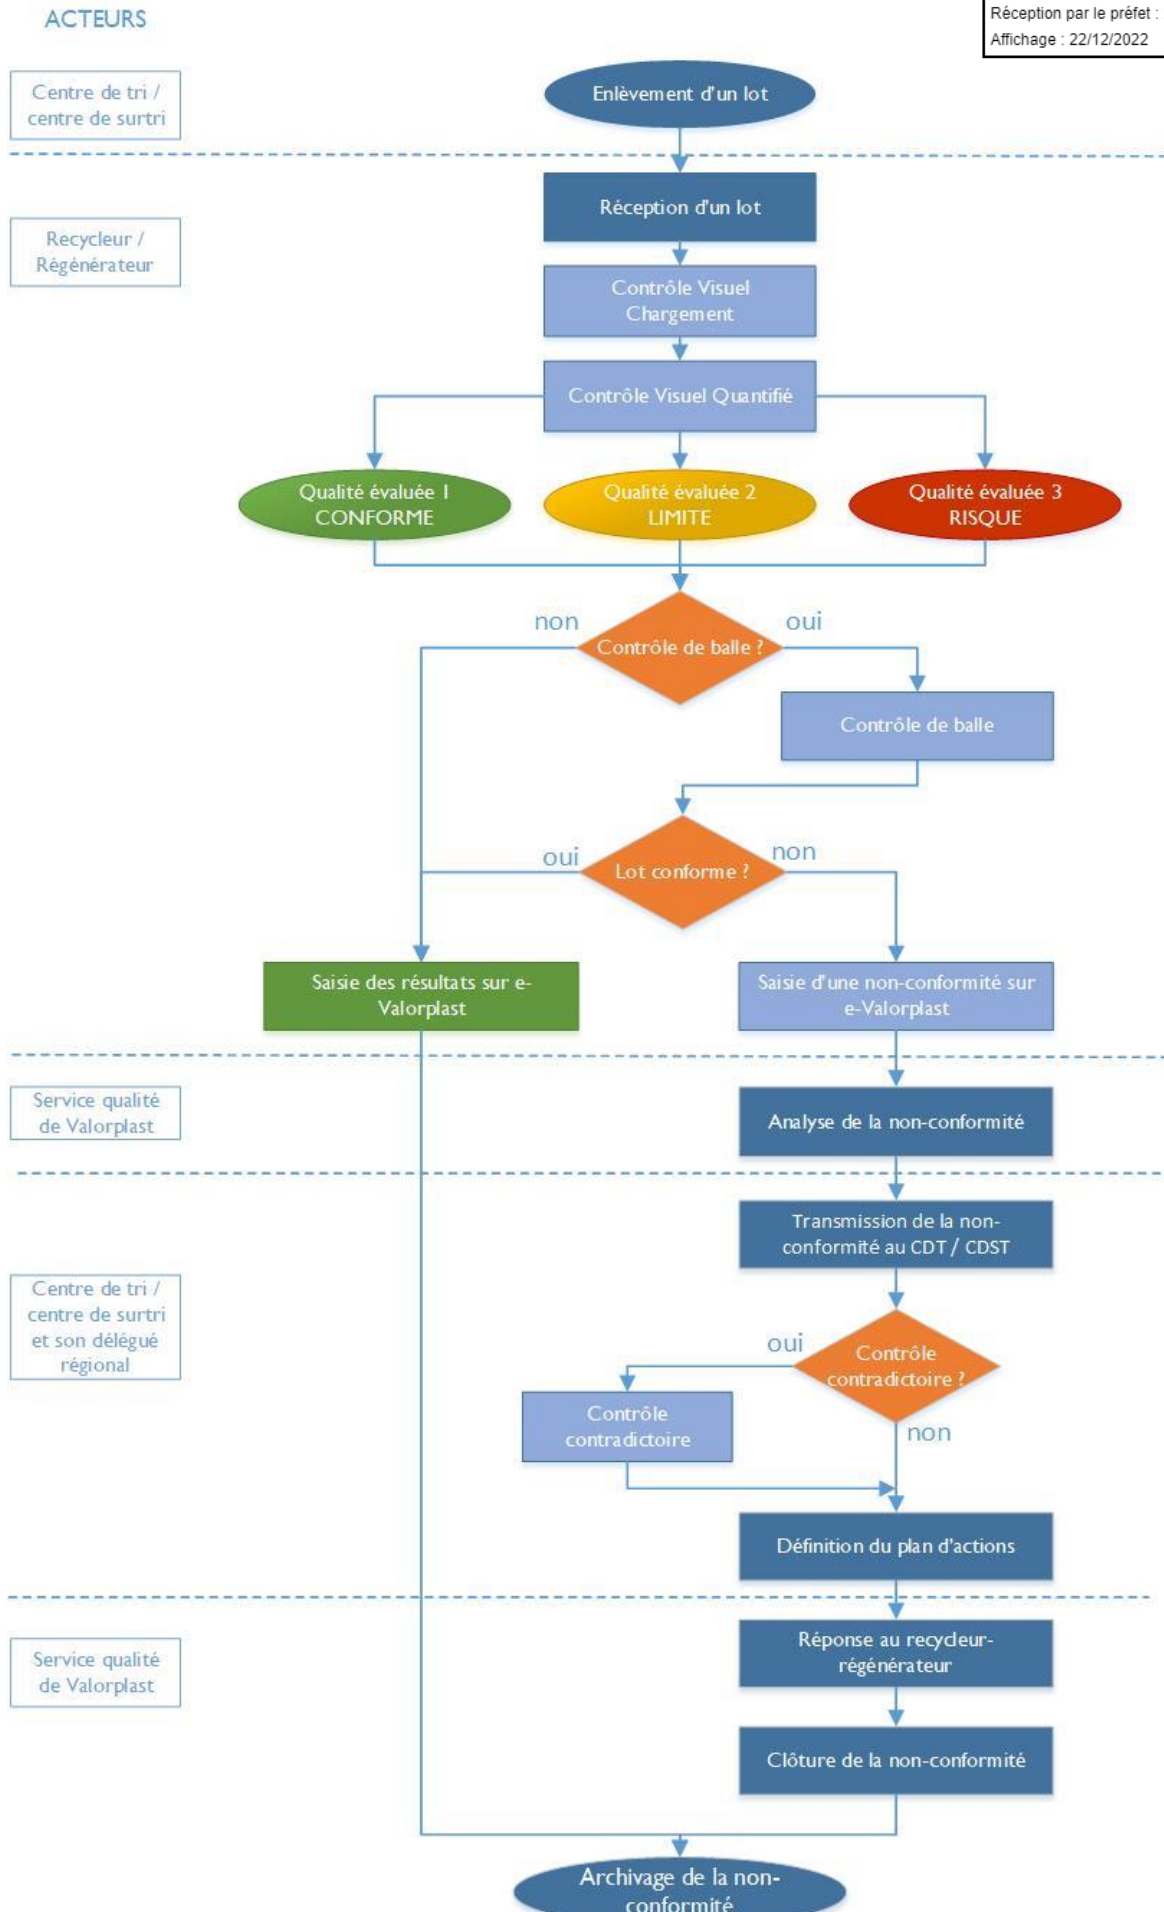 ACTEURS
Réception par le préfet :
Affichage : 22/12/2022
Centre de tri /
centre de surtri
Enlèvement d'un lot
Réception d'un lot
Recycleur /
Régénérateur
Contrôle Visuel
Chargement
Contrôle Visuel Quantifié
Qualité évaluée 1
CONFORME
Qualité évaluée 2
LIMITE
Qualité évaluée 3
RISQUE
non
oui
Contrôle de balle ?
Contrôle de balle
oui
non
Lot conforme ?
Saisie des résultats sur e-
Valorplast
Saisie d'une non-conformité sur
e-Valorplast
Service qualité
de Valorplast
Analyse de la non-conformité
Transmission de la non-
conformité au CDT / CDST
Centre de tri /
centre de surtri
et son délégué
régional
oui
Contrôle
contradictoire ?
Contrôle
contradictoire
non
Définition du plan d'actions
Service qualité
de Valorplast
Réponse au recycleur-
régénérateur
Clôture de la non-conformité
Archivage de la non-
conformité